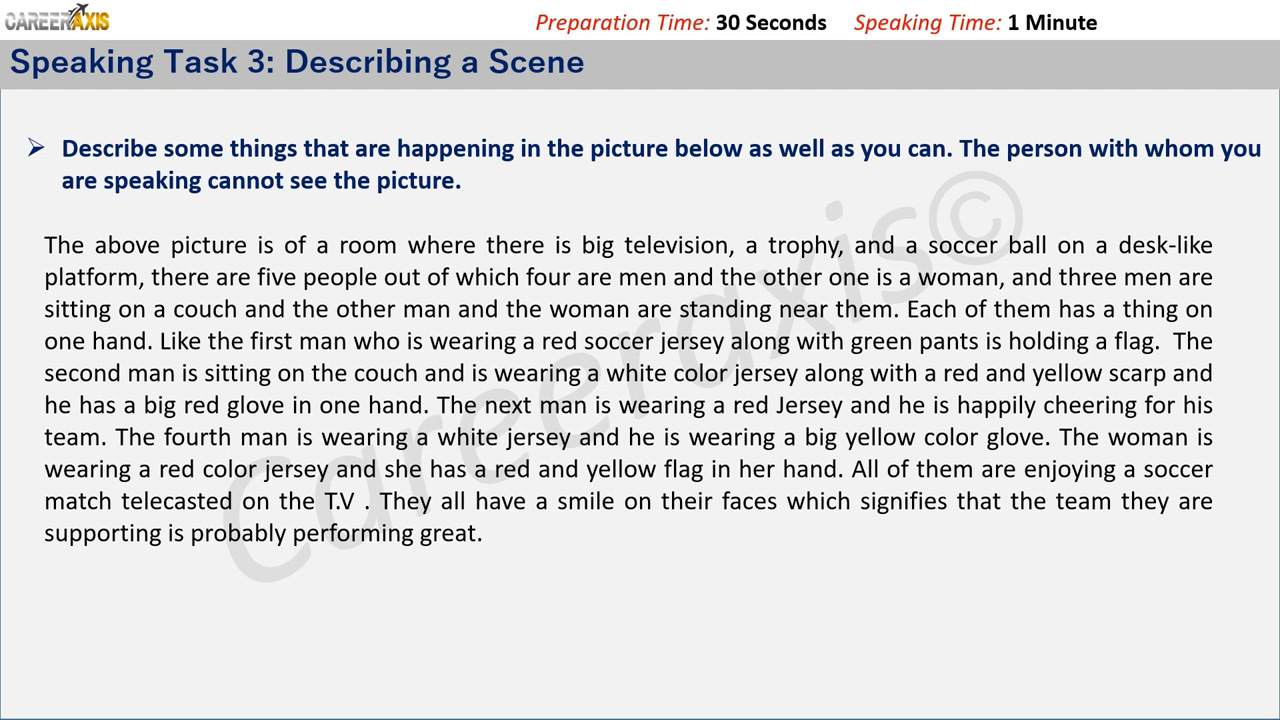 CAREERAXIS
Preparation Time: 30 Seconds Speaking Time: 1 Minute
Speaking Task 3: Describing a Scene
Describe some things that are happening in the picture below as well as you can. The person with whom you
are speaking cannot see the picture.
The above picture is of a room where there is big television, a trophy, and a soccer ball on a desk-like
platform, there are five people out of which four are men and the other one is a woman, and three men are
sitting on a couch and the other man and the woman are standing near them. Each of them has a thing on
one hand. Like the first man who is wearing a red soccer jersey along with green pants is holding a flag. The
second man is sitting on the couch and is wearing a white color jersey along with a red and yellow scarp and
he has a big red glove in one hand. The next man is wearing a red Jersey and he is happily cheering for his
team. The fourth man is wearing a white jersey and he is wearing a big yellow color glove. The woman is
wearing a red color jersey and she has a red and yellow flag in her hand. All of them are enjoying a soccer
match telecasted on the T.V . They all have a smile on their faces which signifies that the team they are
supporting is probably performing great.
Careeraxis©